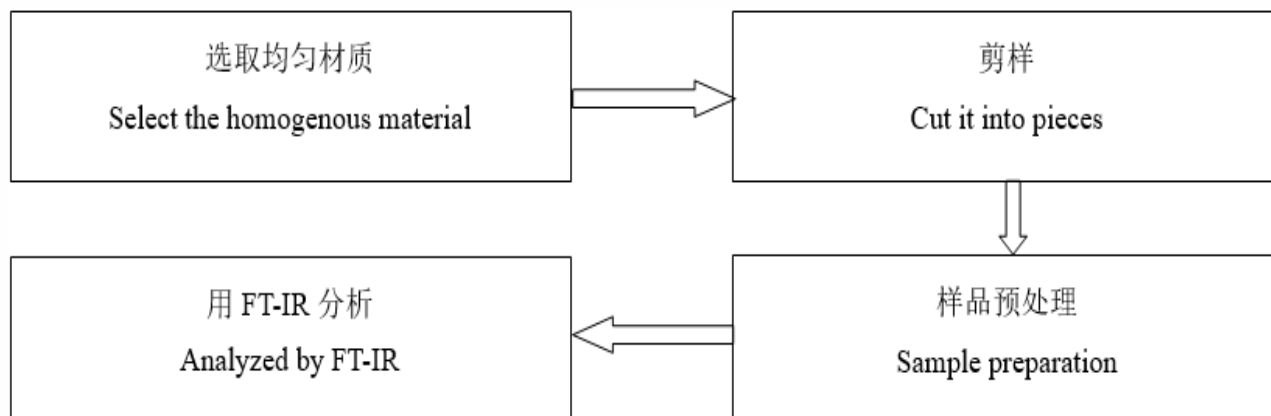 选取均匀材质
Select the homogenous material
剪样
Cut it into pieces
样品预处理
Sample preparation
用 FT-IR 分析
Analyzed by FT-IR